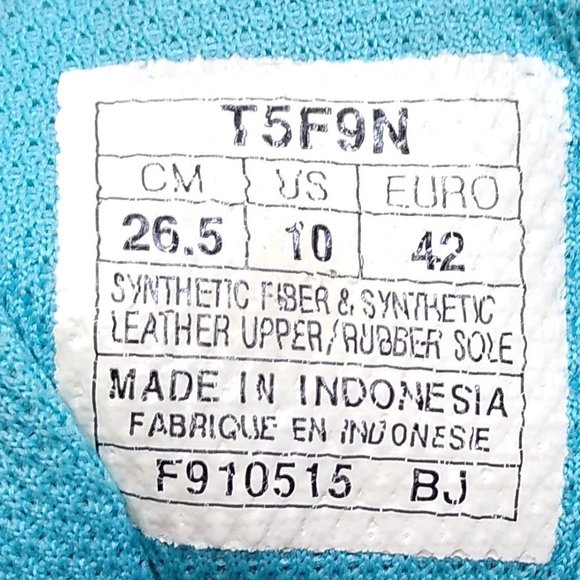 T5F9N
CM US EURO
26.5 10 42
SYNTHETIC FIBER & SYNTHETIC
LEATHER UPPER/RUBBER SOLE
MADE IN INDONESIA
FABRIQUE EN INDONESIE
F910515 BJ